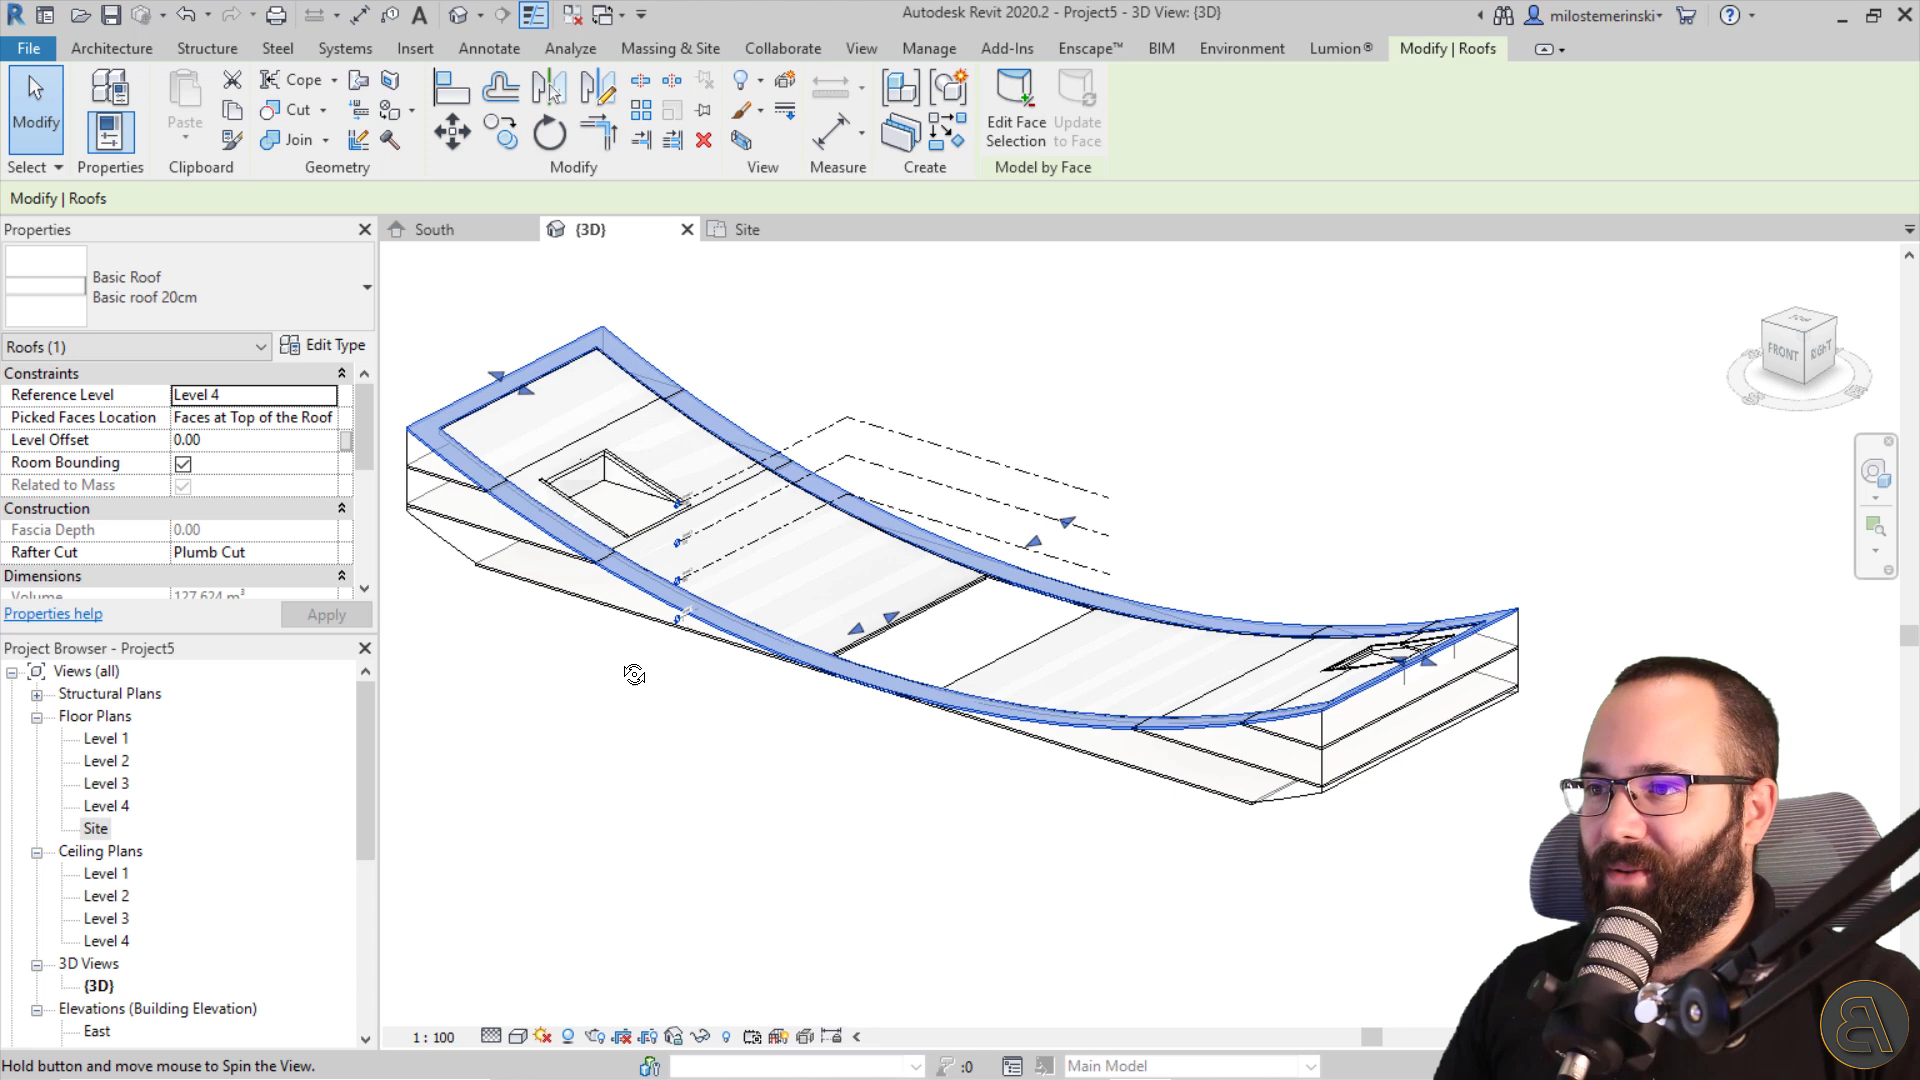 Autodesk Revit 2020.2 - Project5 - 3D View: {3D}
milostemerinski
File
Architecture
Structure
Steel
Systems
Insert
Annotate
Analyze
Massing & Site
Collaborate
View
Manage
Add-Ins
Enscape™
BIM
Environment
Lumion®
Modify | Roofs
Modify
Select
Properties
Paste
Clipboard
Cope
Cut
Join
Geometry
Modify
View
Measure
Create
Edit Face
Selection
Update
to Face
Model by Face
Modify | Roofs
Properties
South
{3D}
Site
Basic Roof
Basic roof 20cm
Roofs (1)
Edit Type
Constraints
Reference Level Level 4
Picked Faces Location Faces at Top of the Roof
Level Offset 0.00
Room Bounding
Related to Mass
Construction
Fascia Depth 0.00
Rafter Cut Plumb Cut
Dimensions
Volume 127.624 m³
Properties help
Apply
Project Browser - Project5
Views (all)
Structural Plans
Floor Plans
Level 1
Level 2
Level 3
Level 4
Site
Ceiling Plans
Level 1
Level 2
Level 3
Level 4
3D Views
{3D}
Elevations (Building Elevation)
East
FRONT
RIGHT
1 : 100
Hold button and move mouse to Spin the View.
:0
Main Model